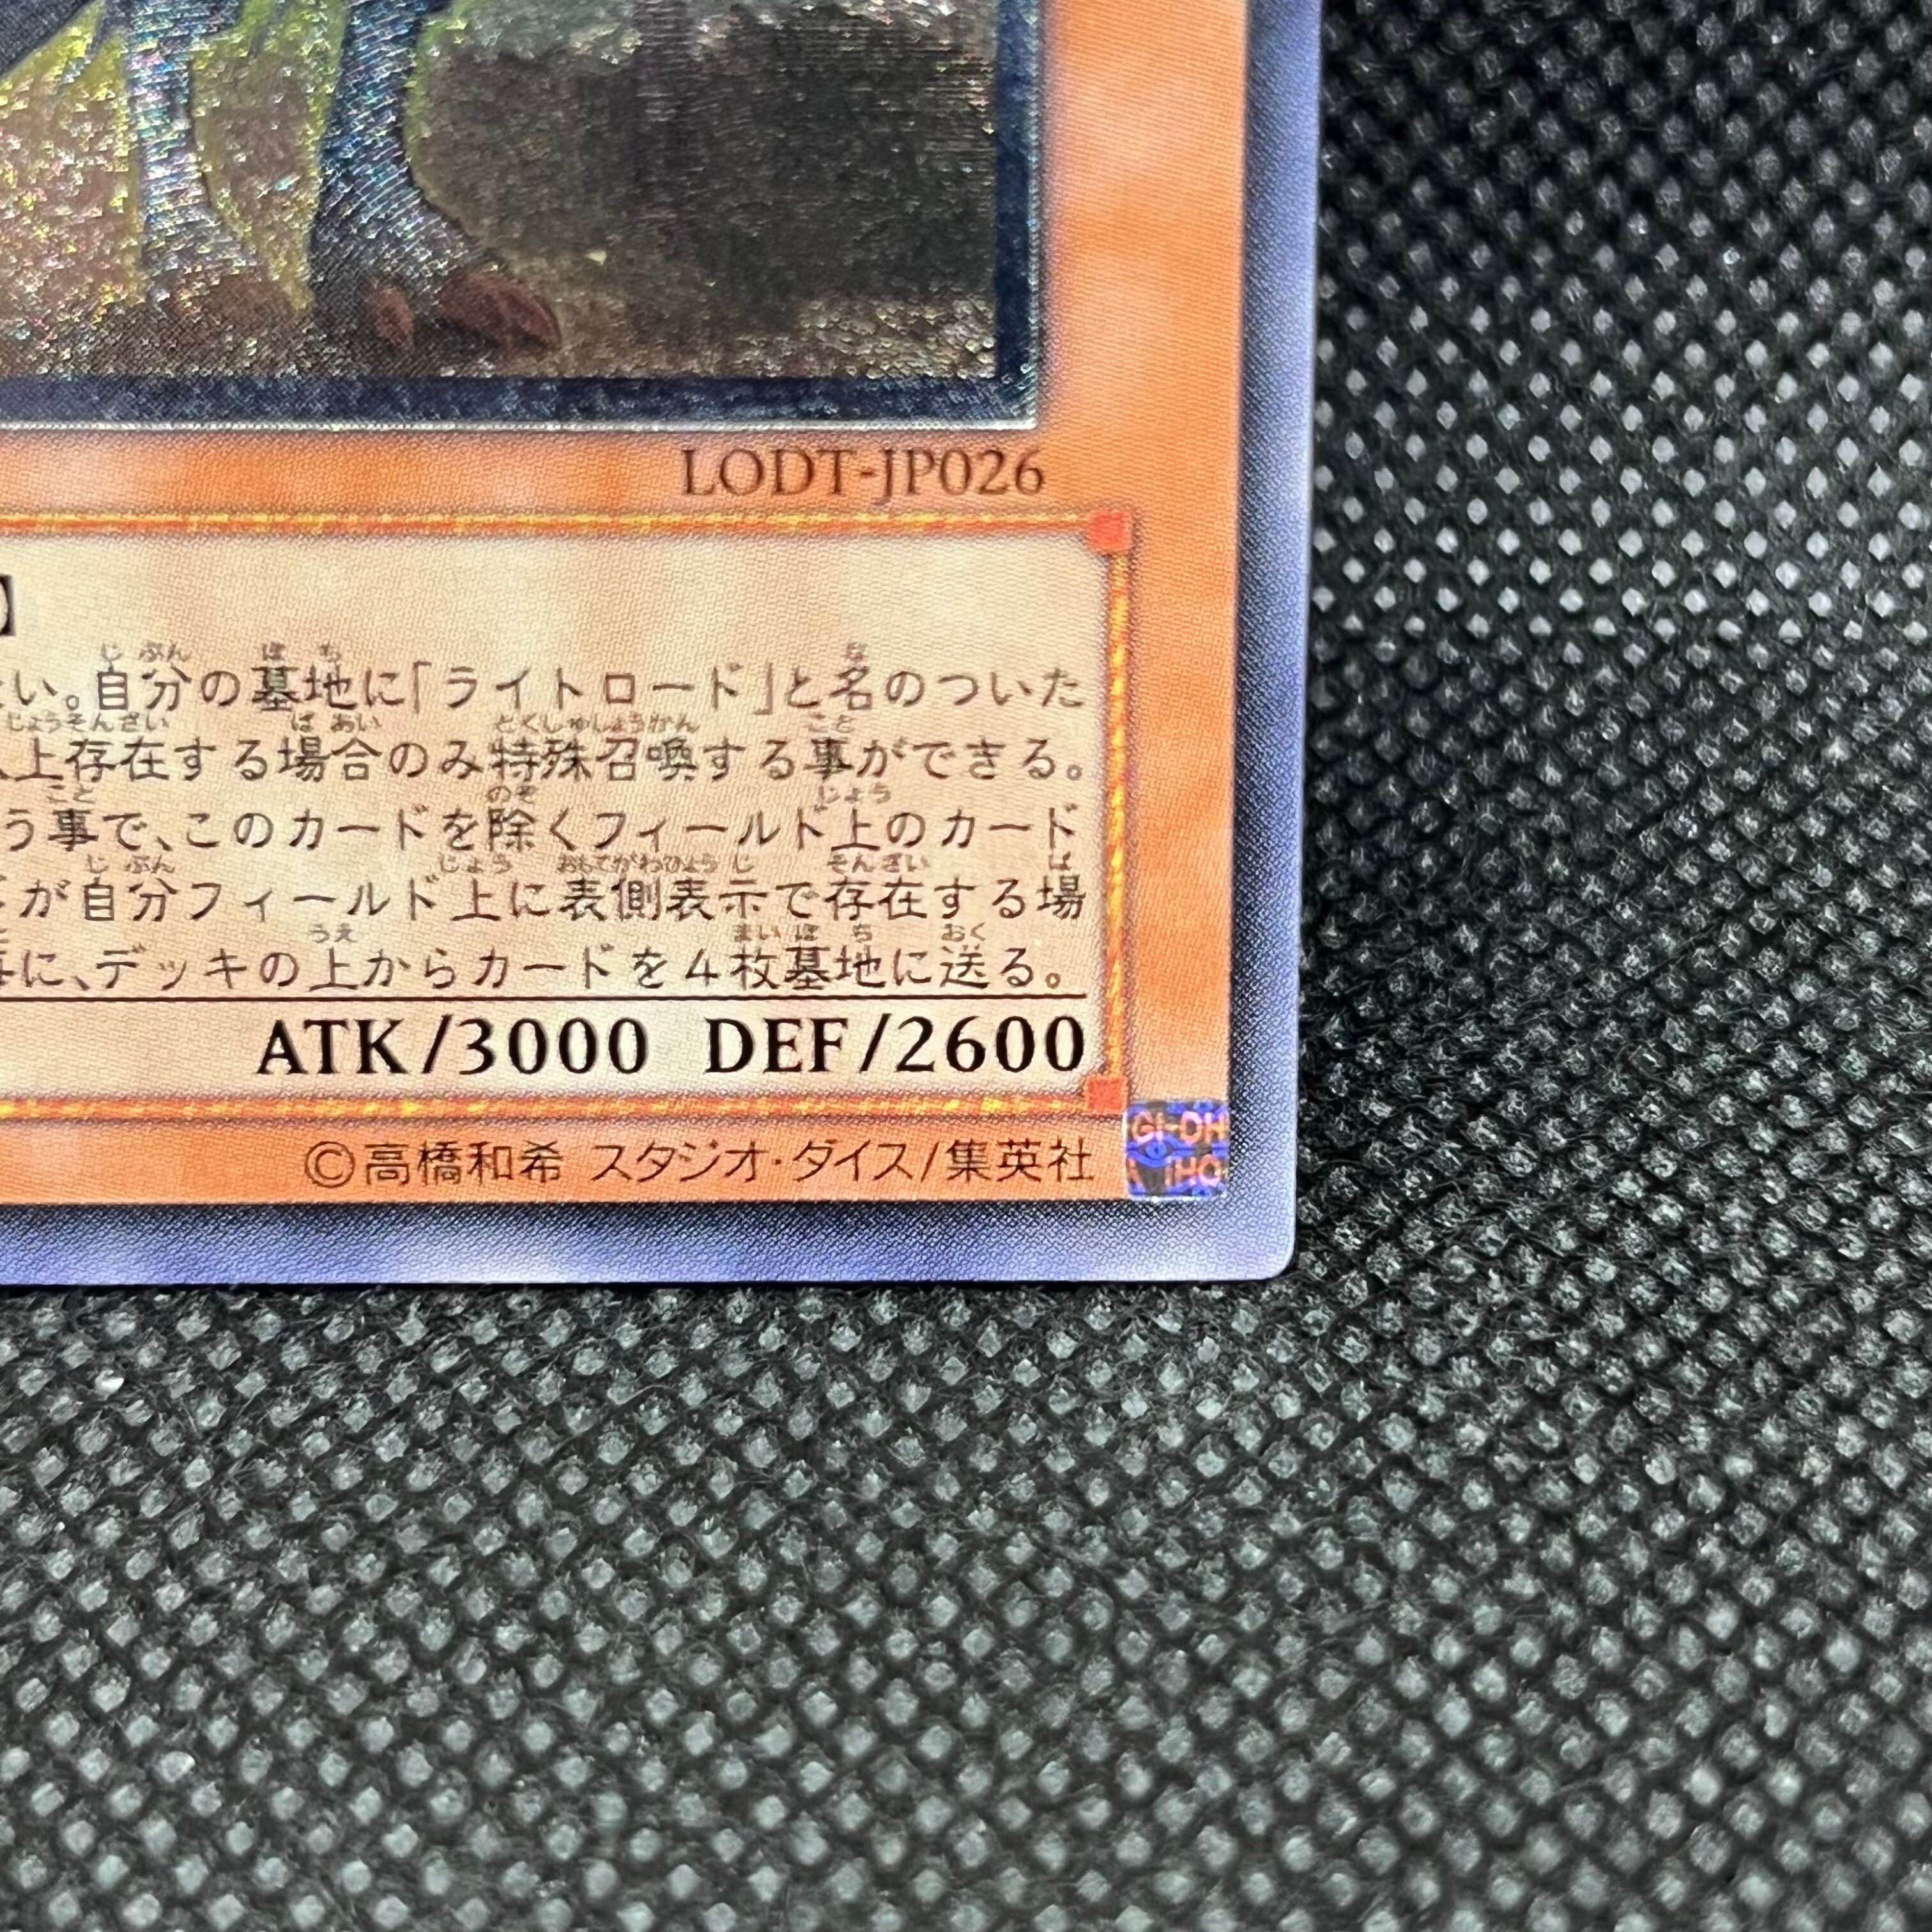 LODT-JP026
】
い。自分の墓地に「ライトロード」と名のついた
上存在する場合のみ特殊召喚する事ができる。
う事で、このカードを除くフィールド上のカード
が自分フィールド上に表側表示で存在する場
に、デッキの上からカードを4枚墓地に送る。
ATK/3000 DEF/2600
©高橋和希 スタジオ・ダイス/集英社